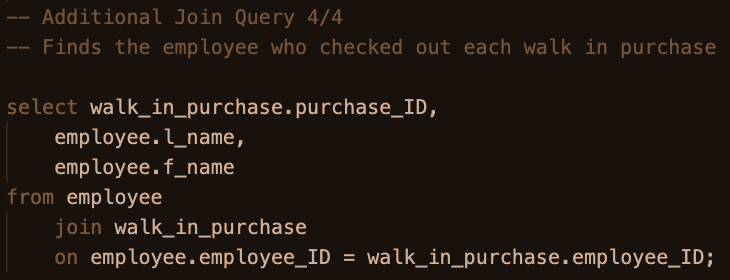 -- Additional Join Query 4/4
-- Finds the employee who checked out each walk in purchase
select walk_in_purchase.purchase_ID,
employee.l_name,
employee.f_name
from employee
join walk_in_purchase
on employee.employee_ID = walk_in_purchase.employee_ID;